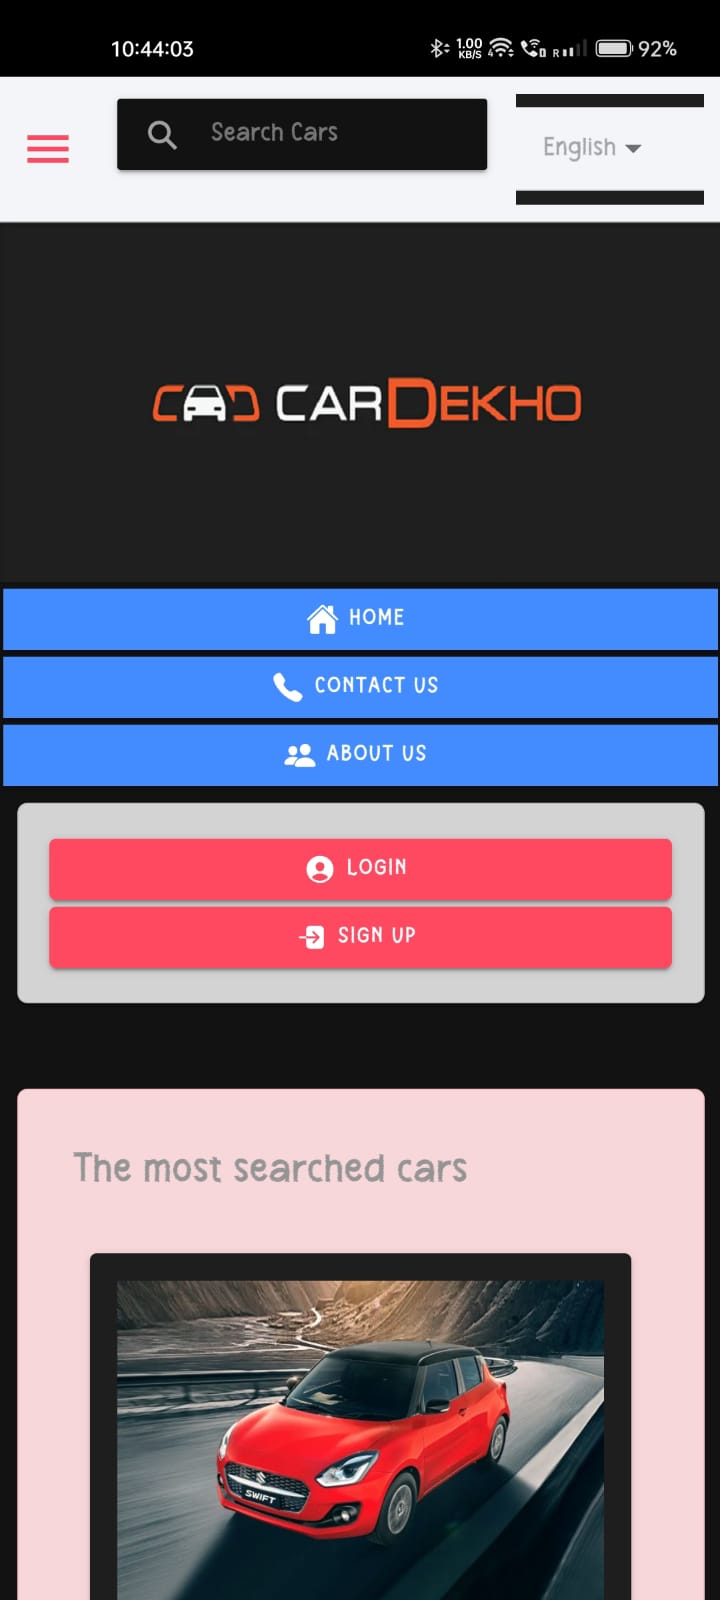 10:44:03 1.00 KB/S 4 R 92%
Search Cars English
CARDEKHO
HOME
CONTACT US
ABOUT US
LOGIN
SIGN UP
The most searched cars
SWIFT